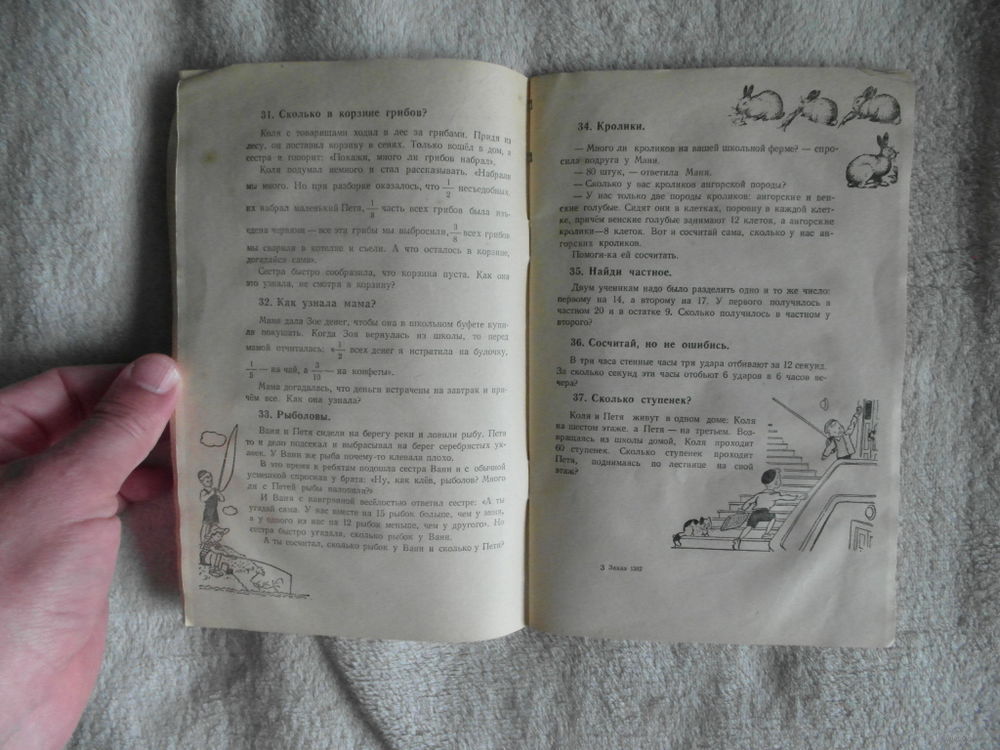 31. Сколько в корзине грибов?
Коля с товарищами ходил в лес за грибами. Придя из
лесу, он поставил корзину в сенях. Только вошёл в дом, а
сестра и говорит: «Покажи, много ли грибов набрал».
Коля подумал немного и стал рассказывать. «Набрали
мы много. Но при разборке оказалось, что 1/2 несъедобных,
их набрал маленький Петя, 1/8 часть всех грибов была изъ-
едена червями — все эти грибы мы выбросили, 3/8 всех грибов
мы сварили в котелке и съели. А что осталось в корзине,
догадайся сама».
Сестра быстро сообразила, что корзина пуста. Как она
это узнала, не смотря в корзину?
32. Как узнала мама?
Мама дала Зое денег, чтобы она в школьном буфете купи-
ла покушать. Когда Зоя вернулась из школы, то перед
мамой отчиталась: «1/2 всех денег я истратила на булочку,
1/5 — на чай, а 3/10 — на конфеты».
Мама догадалась, что деньги истрачены на завтрак и при-
чём все. Как она узнала?
33. Рыболовы.
Ваня и Петя сидели на берегу реки и ловили рыбу. Петя
то и дело подсекал и выбрасывал на берег серебристых ук-
леек. У Вани же рыба почему-то клевала плохо.
В это время к ребятам подошла сестра Вани и с обычной
усмешкой спросила у брата: «Ну, как клёв, рыболов? Много
ли с Петей рыбы наловили?»
И Ваня с наигранной весёлостью ответил сестре: «А ты
угадай сама. У нас вместе на 15 рыбок больше, чем у меня,
а у одного из нас на 12 рыбок меньше, чем у другого». Но
сестра быстро угадала, сколько рыбок у Вани.
А ты сосчитал, сколько рыбок у Вани и сколько у Пети?
34. Кролики.
— Много ли кроликов на вашей школьной ферме? — спро-
сила подруга у Мани.
— 80 штук, — ответила Маня.
— Сколько у вас кроликов ангорской породы?
— У нас только две породы кроликов: ангорские и вен-
ские голубые. Сидят они в клетках, поровну в каждой клет-
ке, причём венские голубые занимают 12 клеток, а ангорские
кролики—8 клеток. Вот и сосчитай сама, сколько у нас ан-
горских кроликов.
Помоги-ка ей сосчитать.
35. Найди частное.
Двум ученикам надо было разделить одно и то же число:
первому на 14, а второму на 17. У первого получилось в
частном 20 и в остатке 9. Сколько получилось в частном у
второго?
36. Сосчитай, но не ошибись.
В три часа стенные часы три удара отбивают за 12 секунд.
За сколько секунд эти часы отобьют 6 ударов в 6 часов ве-
чера?
37. Сколько ступенек?
Коля и Петя живут в одном доме: Коля
на шестом этаже, а Петя — на третьем. Воз-
вращаясь из школы домой, Коля проходит
60 ступенек. Сколько ступенек проходит
Петя, поднимаясь по лестнице на свой
этаж?
3 Заказ 1382